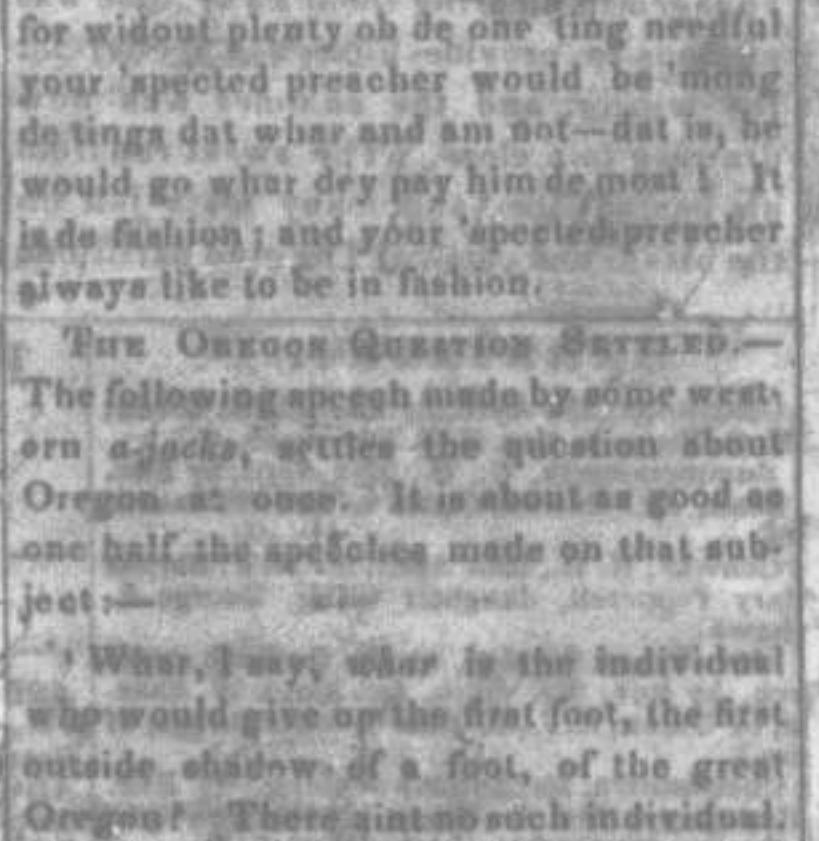 for widout plenty ob de one ting needful
your 'spected preacher would be 'mong
de tings dat whar and am not—dat is, he
would go whar dey pay him de most! It
is de fashion; and your 'spected preacher
always like to be in fashion.
THE OREGON QUESTION SETTLED.—
The following speech made by some west-
ern a-jacks, settles the question about
Oregon at once. It is about as good as
one half the speeches made on that sub-
ject:—
'Whar, I say, whar is the individual
who would give up the first foot, the first
outside shadow of a foot, of the great
Oregon? There aint no such individual.